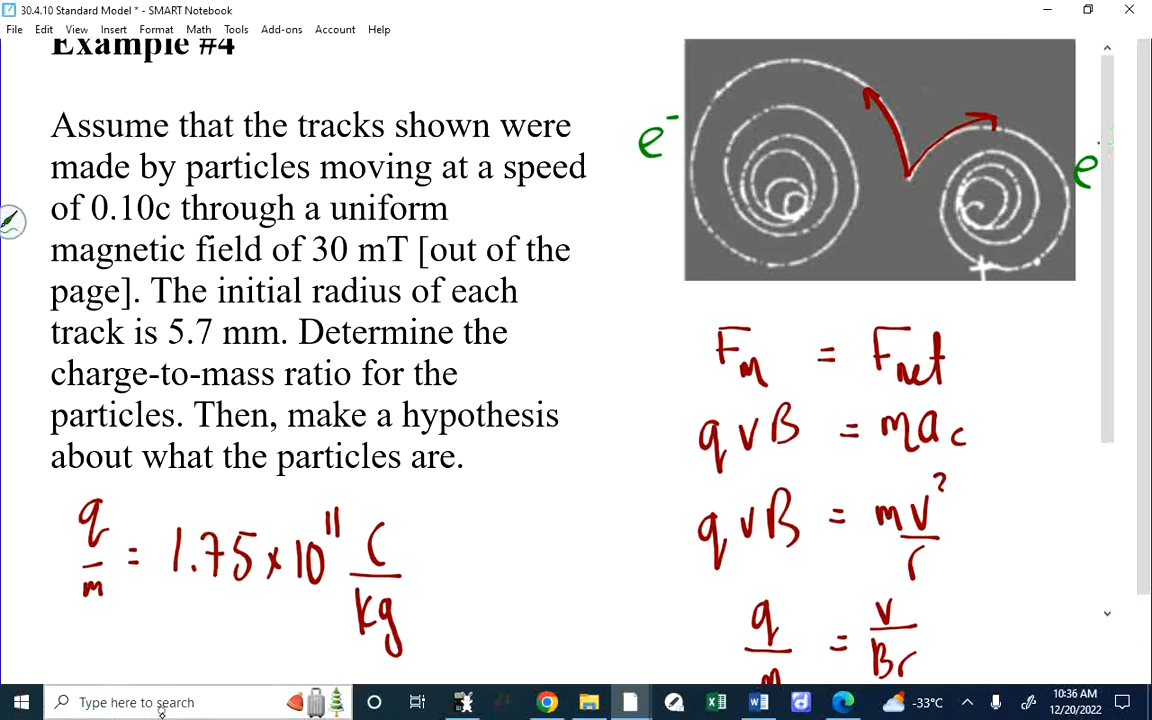 30.4.10 Standard Model * - SMART Notebook
File Edit View Insert Format Math Tools Add-ons Account Help
Example #4
Assume that the tracks shown were
made by particles moving at a speed
of 0.10c through a uniform
magnetic field of 30 mT [out of the
page]. The initial radius of each
track is 5.7 mm. Determine the
charge-to-mass ratio for the
particles. Then, make a hypothesis
about what the particles are.
q/m = 1.75 × 10¹¹ C/kg
e⁻
e
Fm = Fnet
qvB = mac
qvB = mv²/r
q/m = v/Br
Type here to search
-33°C
10:36 AM
12/20/2022